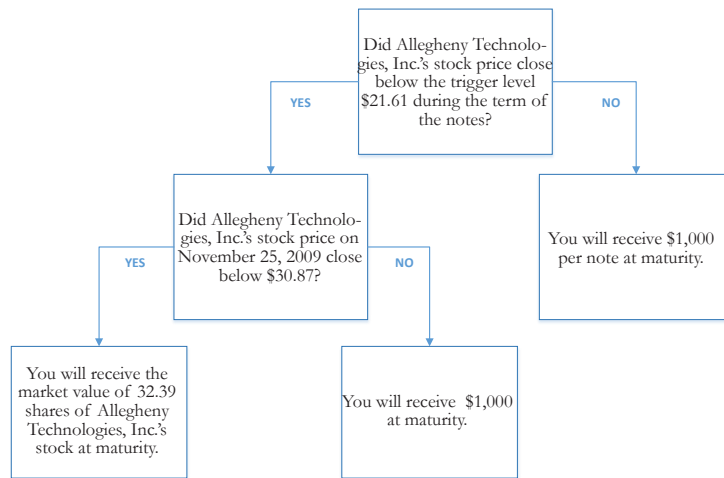 Did Allegheny Technolo-
gies, Inc.'s stock price close
below the trigger level
$21.61 during the term of
the notes?
YES
NO
Did Allegheny Technolo-
gies, Inc.'s stock price on
November 25, 2009 close
below $30.87?
You will receive $1,000
per note at maturity.
YES
NO
You will receive the
market value of 32.39
shares of Allegheny
Technologies, Inc.'s
stock at maturity.
You will receive $1,000
at maturity.